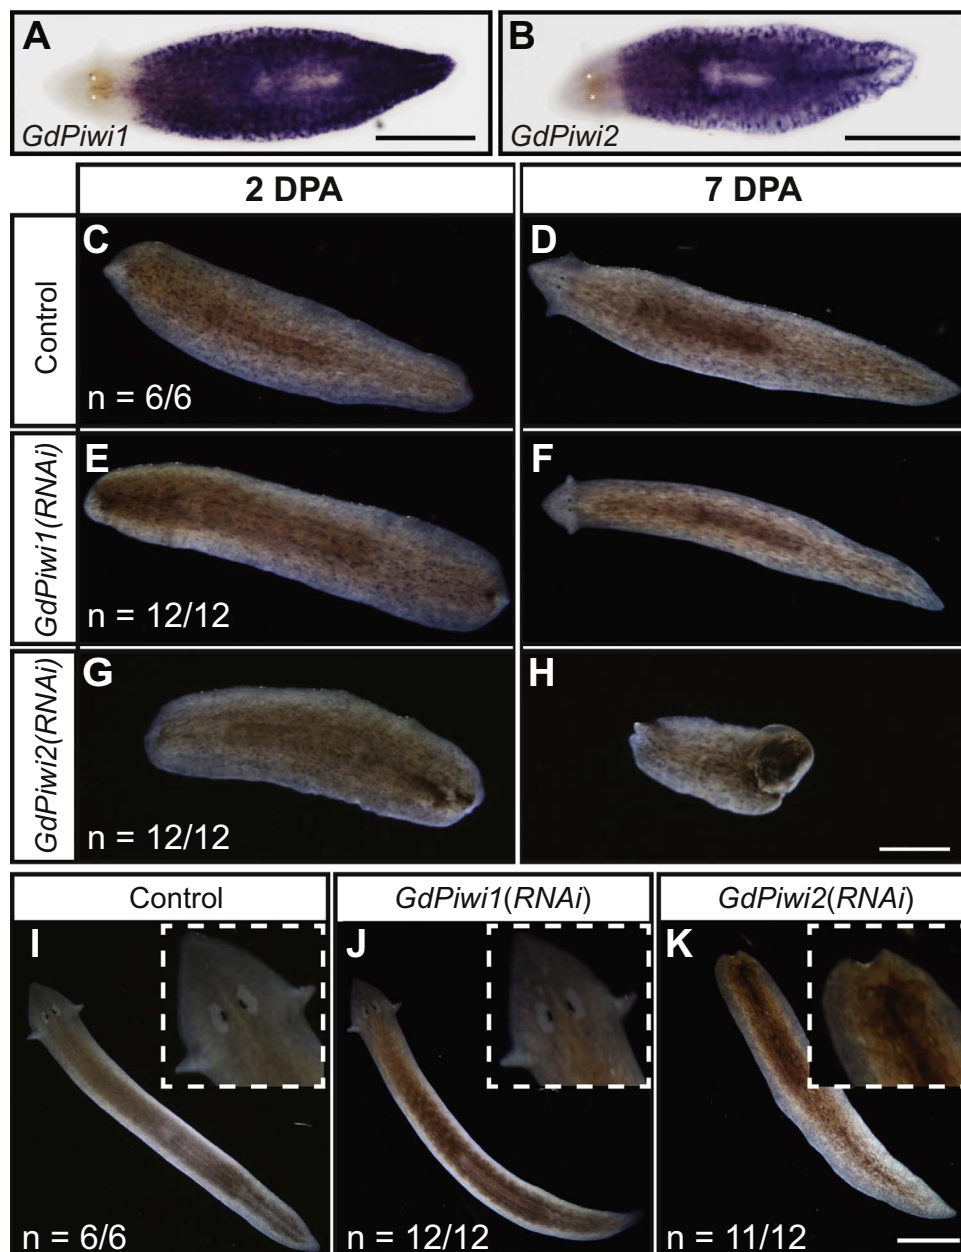 A
GdPiwi1
B
GdPiwi2
2 DPA
7 DPA
Control
C
n = 6/6
D
GdPiwi1(RNAi)
E
n = 12/12
F
GdPiwi2(RNAi)
G
n = 12/12
H
Control
GdPiwi1(RNAi)
GdPiwi2(RNAi)
I
n = 6/6
J
n = 12/12
K
n = 11/12